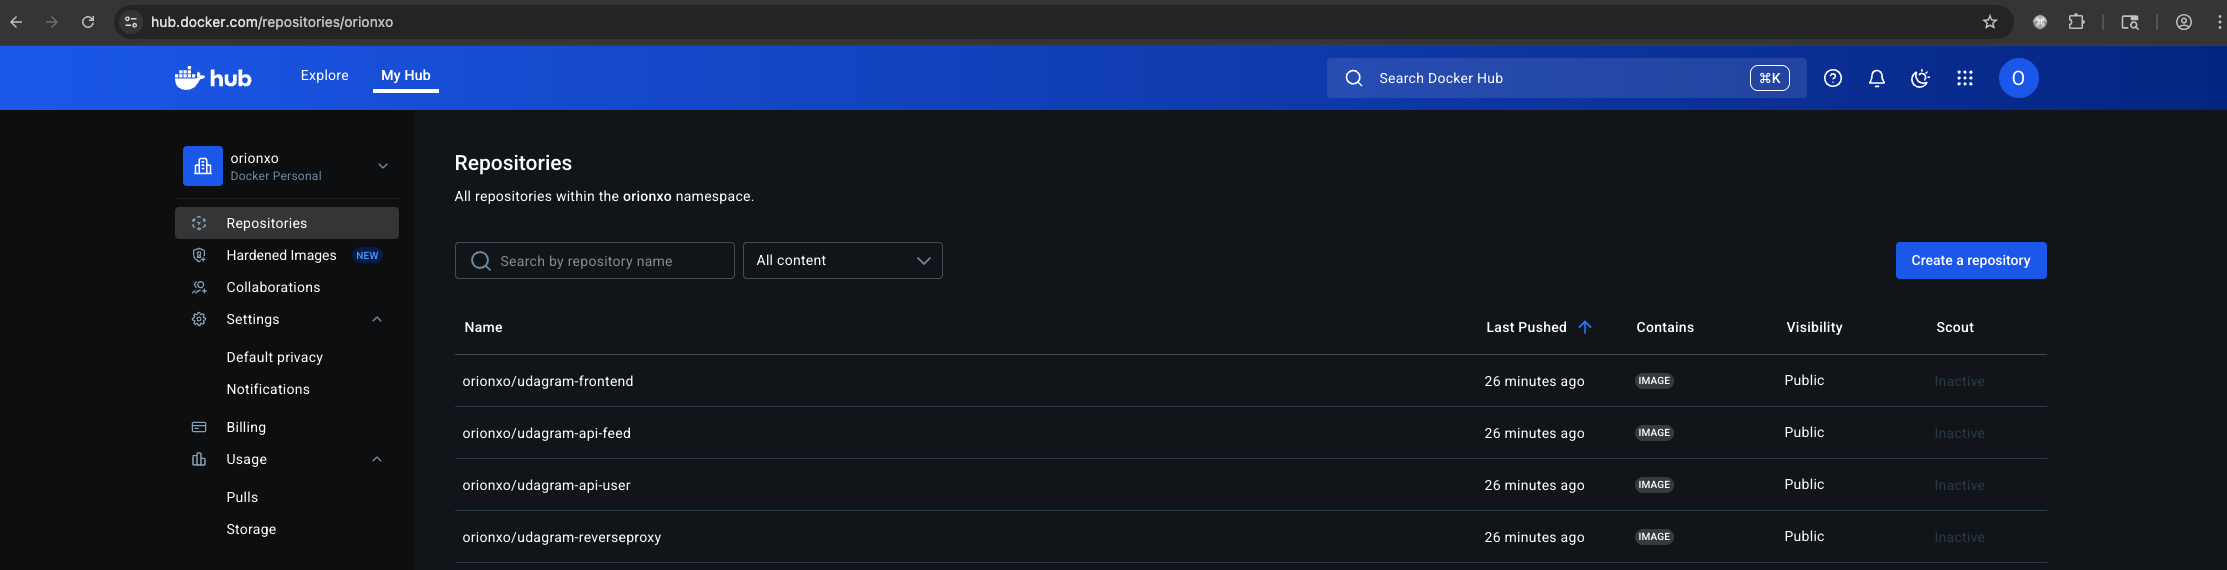 hub.docker.com/repositories/orionxo
hub
Explore
My Hub
Search Docker Hub
⌘K
O
orionxo
Docker Personal
Repositories
Hardened Images NEW
Collaborations
Settings
Default privacy
Notifications
Billing
Usage
Pulls
Storage
Repositories
All repositories within the orionxo namespace.
Search by repository name
All content
Create a repository
Name Last Pushed Contains Visibility Scout
orionxo/udagram-frontend 26 minutes ago IMAGE Public Inactive
orionxo/udagram-api-feed 26 minutes ago IMAGE Public Inactive
orionxo/udagram-api-user 26 minutes ago IMAGE Public Inactive
orionxo/udagram-reverseproxy 26 minutes ago IMAGE Public Inactive